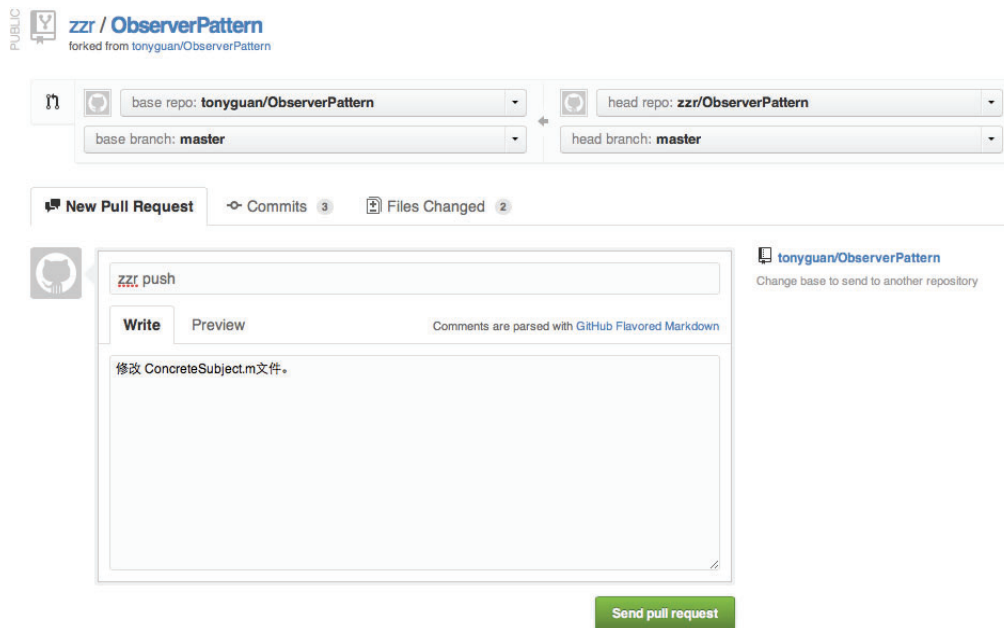 PUBLIC
zzr / ObserverPattern
forked from tonyguan/ObserverPattern
base repo: tonyguan/ObserverPattern
head repo: zzr/ObserverPattern
base branch: master
head branch: master
New Pull Request
Commits 3
Files Changed 2
zzr push
tonyguan/ObserverPattern
Change base to send to another repository
Write
Preview
Comments are parsed with GitHub Flavored Markdown
修改 ConcreteSubject.m文件。
Send pull request